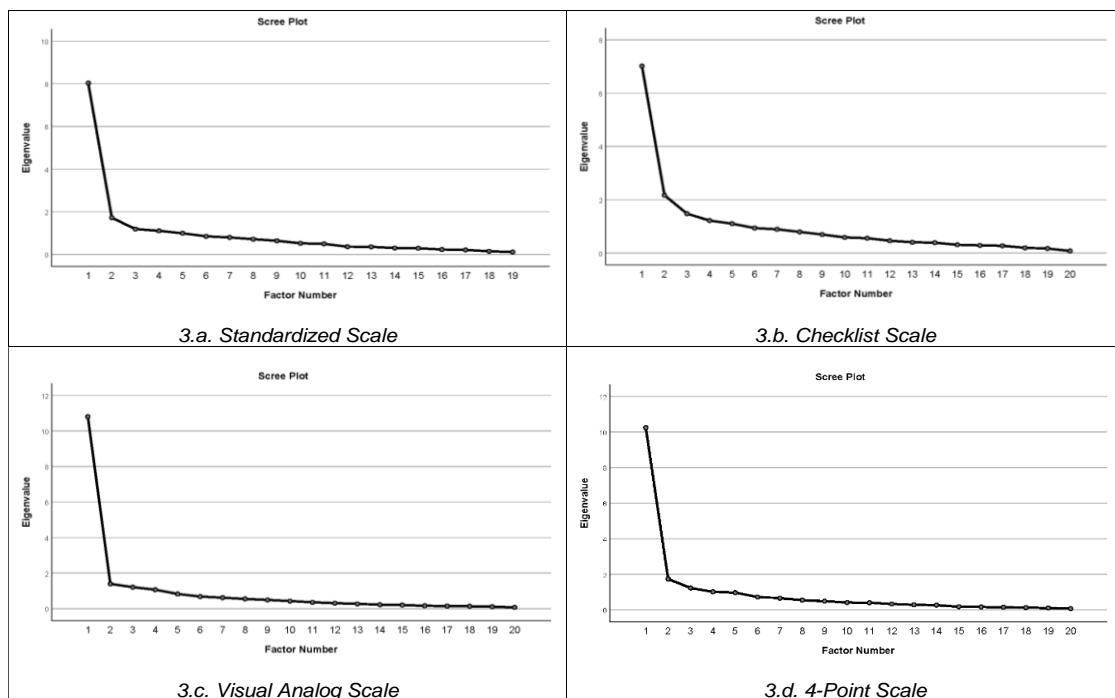 Scree Plot
Eigenvalue
10
8
6
4
2
0
1 2 3 4 5 6 7 8 9 10 11 12 13 14 15 16 17 18 19
Factor Number
3.a. Standardized Scale
Scree Plot
Eigenvalue
8
6
4
2
0
1 2 3 4 5 6 7 8 9 10 11 12 13 14 15 16 17 18 19 20
Factor Number
3.b. Checklist Scale
Scree Plot
Eigenvalue
12
10
8
6
4
2
0
1 2 3 4 5 6 7 8 9 10 11 12 13 14 15 16 17 18 19 20
Factor Number
3.c. Visual Analog Scale
Scree Plot
Eigenvalue
12
10
8
6
4
2
0
1 2 3 4 5 6 7 8 9 10 11 12 13 14 15 16 17 18 19 20
Factor Number
3.d. 4-Point Scale